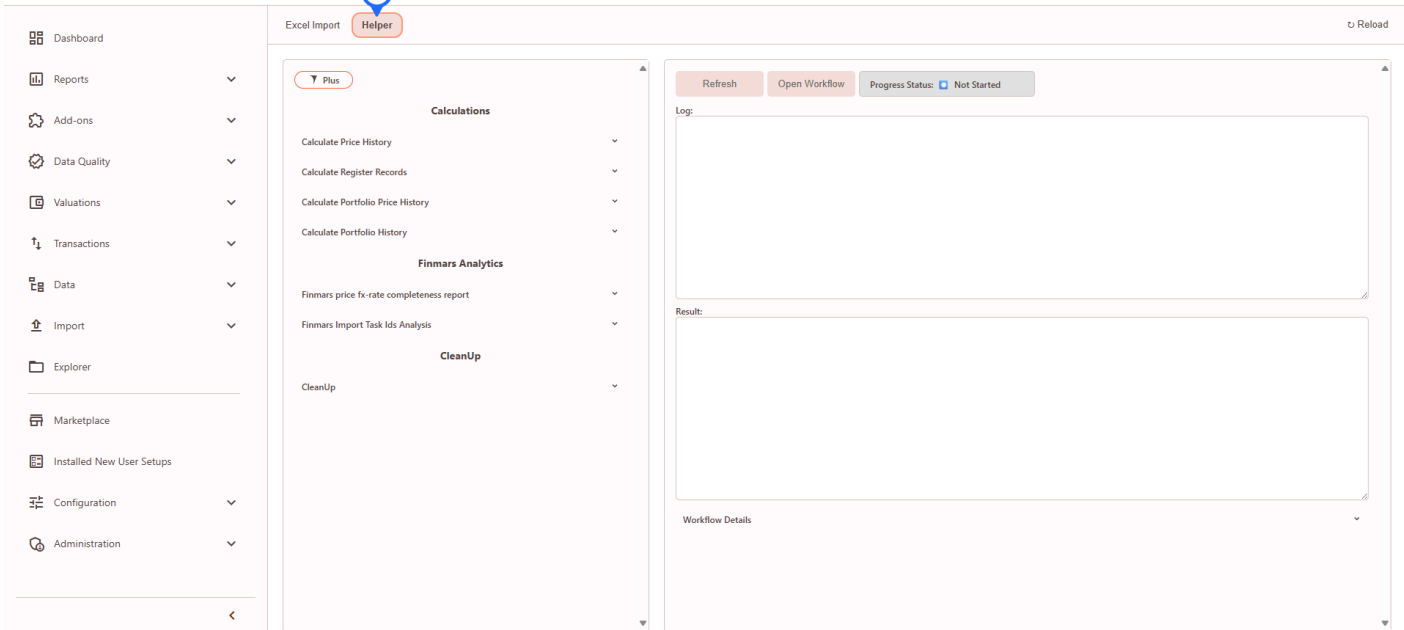 Dashboard
Reports
Add-ons
Data Quality
Valuations
Transactions
Data
Import
Explorer
Marketplace
Installed New User Setups
Configuration
Administration
Excel Import
Helper
Reload
Plus
Calculations
Calculate Price History
Calculate Register Records
Calculate Portfolio Price History
Calculate Portfolio History
Finmars Analytics
Finmars price fx-rate completeness report
Finmars Import Task Ids Analysis
CleanUp
CleanUp
Refresh
Open Workflow
Progress Status: Not Started
Log:
Result:
Workflow Details